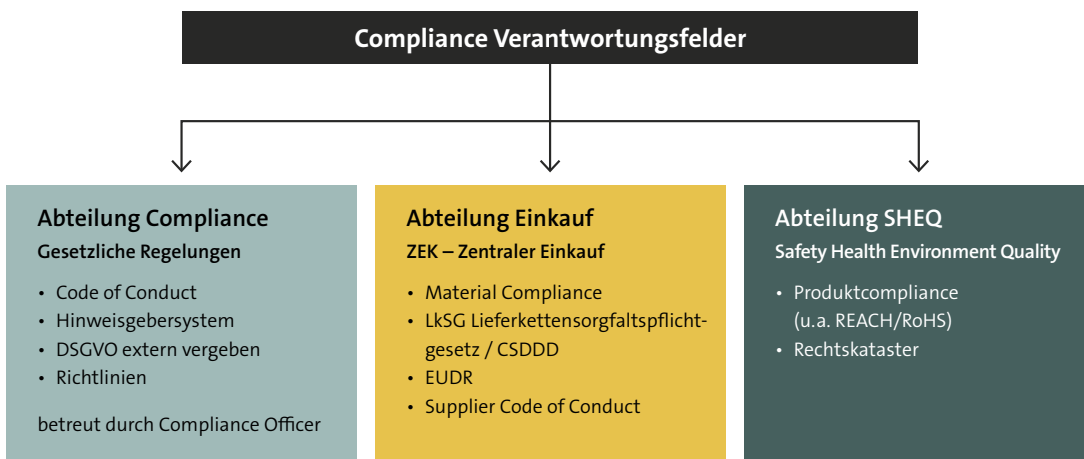 Compliance Verantwortungsfelder
Abteilung Compliance
Gesetzliche Regelungen
• Code of Conduct
• Hinweisgebersystem
• DSGVO extern vergeben
• Richtlinien
betreut durch Compliance Officer
Abteilung Einkauf
ZEK – Zentraler Einkauf
• Material Compliance
• LkSG Lieferkettensorgfaltspflicht-
gesetz / CSDDD
• EUDR
• Supplier Code of Conduct
Abteilung SHEQ
Safety Health Environment Quality
• Produktcompliance
(u.a. REACH/RoHS)
• Rechtskataster